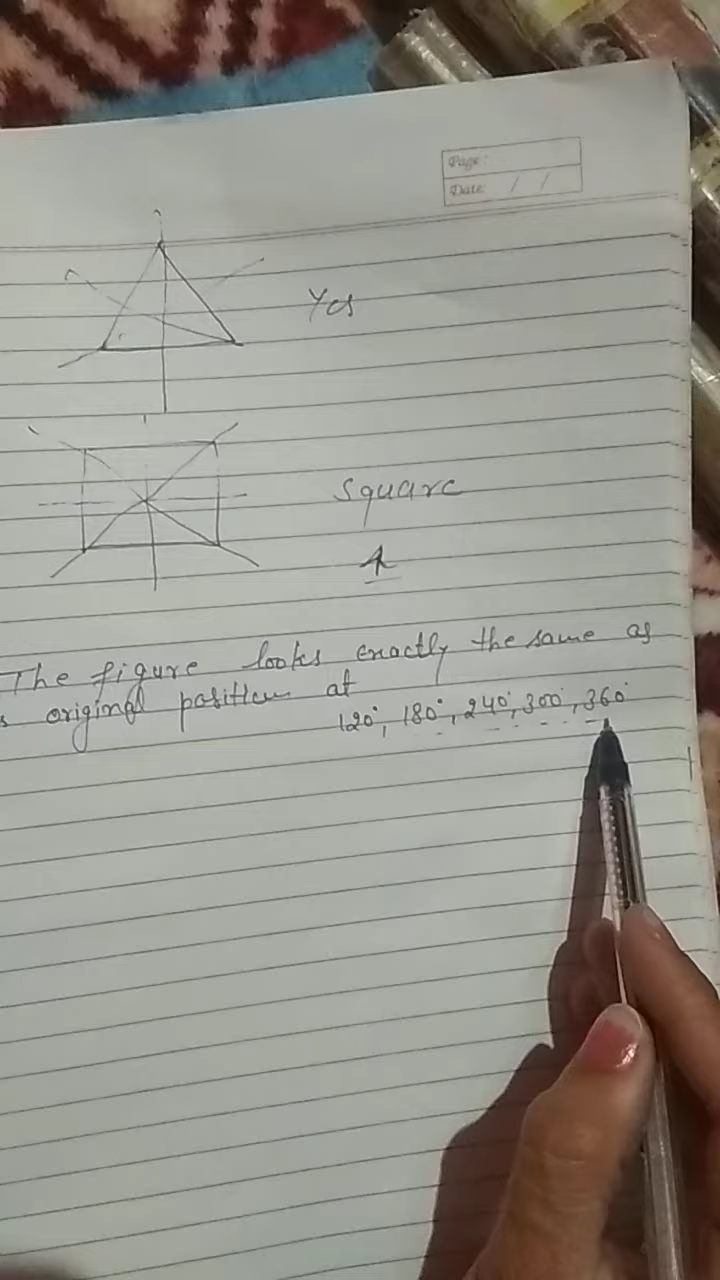 Page:
Date: / /
Yes
Square
4
The figure looks exactly the same as
original position at
120°, 180°, 240°, 300°, 360°